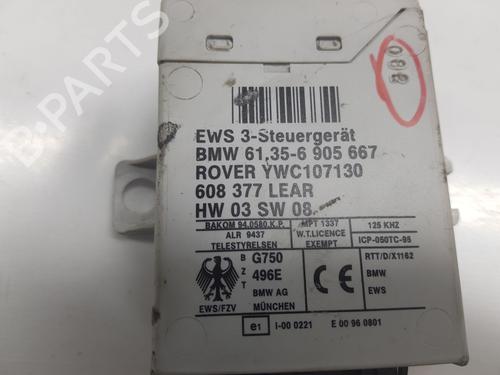 088
EWS 3-Steuergerät
BMW 61,35-6 905 667
ROVER YWC107130
608 377 LEAR
HW 03 SW 08
BAKOM 94.0580.K.P. MPT 1337 125 KHZ
ALR 9437 W.T.LICENCE ICP-050TC-95
TELESTYRELSEN EXEMPT
B G750 RTT/D/X1162
Z 496E CE BMW
T BMW AG EWS
EWS/FZV MÜNCHEN
e1 I-00 0221 E 00 96 0801
B-PARTS